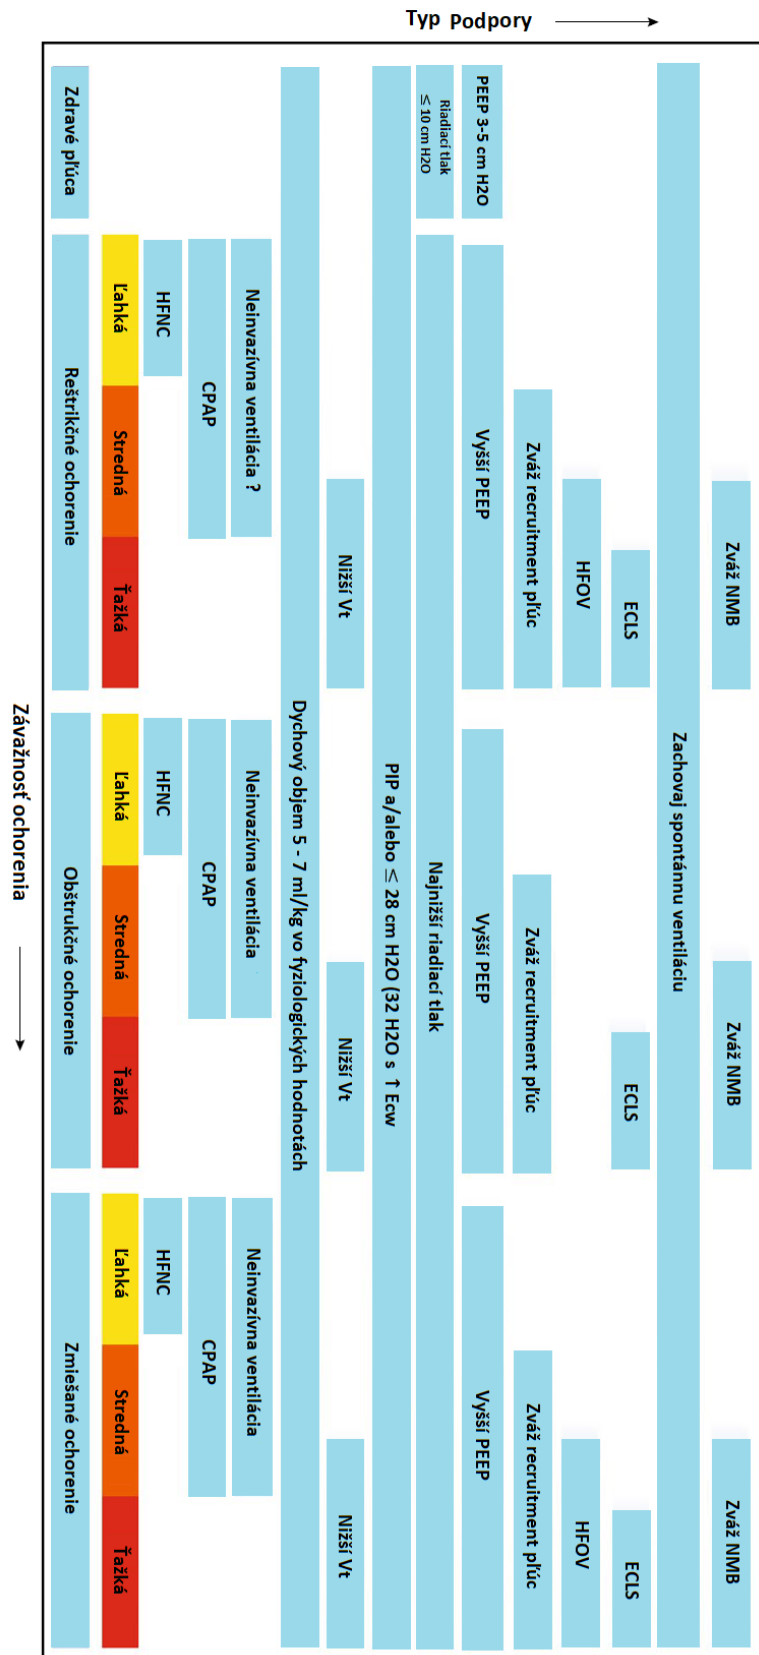 Typ Podpory
Závažnosť ochorenia
Zdravé pľúca
Riadiací tlak
≤ 10 cm H2O
PEEP 3-5 cm H2O
Reštrikčné ochorenie
Ľahká
Stredná
Ťažká
HFNC
CPAP
Neinvazívna ventilácia ?
Nižší Vt
Vyšší PEEP
Zváž recruitment pľúc
HFOV
ECLS
Zváž NMB
Dychový objem 5 - 7 ml/kg vo fyziologických hodnotách
PIP a/alebo ≤ 28 cm H2O (32 H2O s ↑ Ecw
Najnižší riadiací tlak
Zachovaj spontánnu ventiláciu
Obštrukčné ochorenie
Ľahká
Stredná
Ťažká
HFNC
CPAP
Neinvazívna ventilácia
Nižší Vt
Vyšší PEEP
Zváž recruitment pľúc
ECLS
Zváž NMB
Zmiešané ochorenie
Ľahká
Stredná
Ťažká
HFNC
CPAP
Neinvazívna ventilácia
Nižší Vt
Vyšší PEEP
Zváž recruitment pľúc
HFOV
ECLS
Zváž NMB